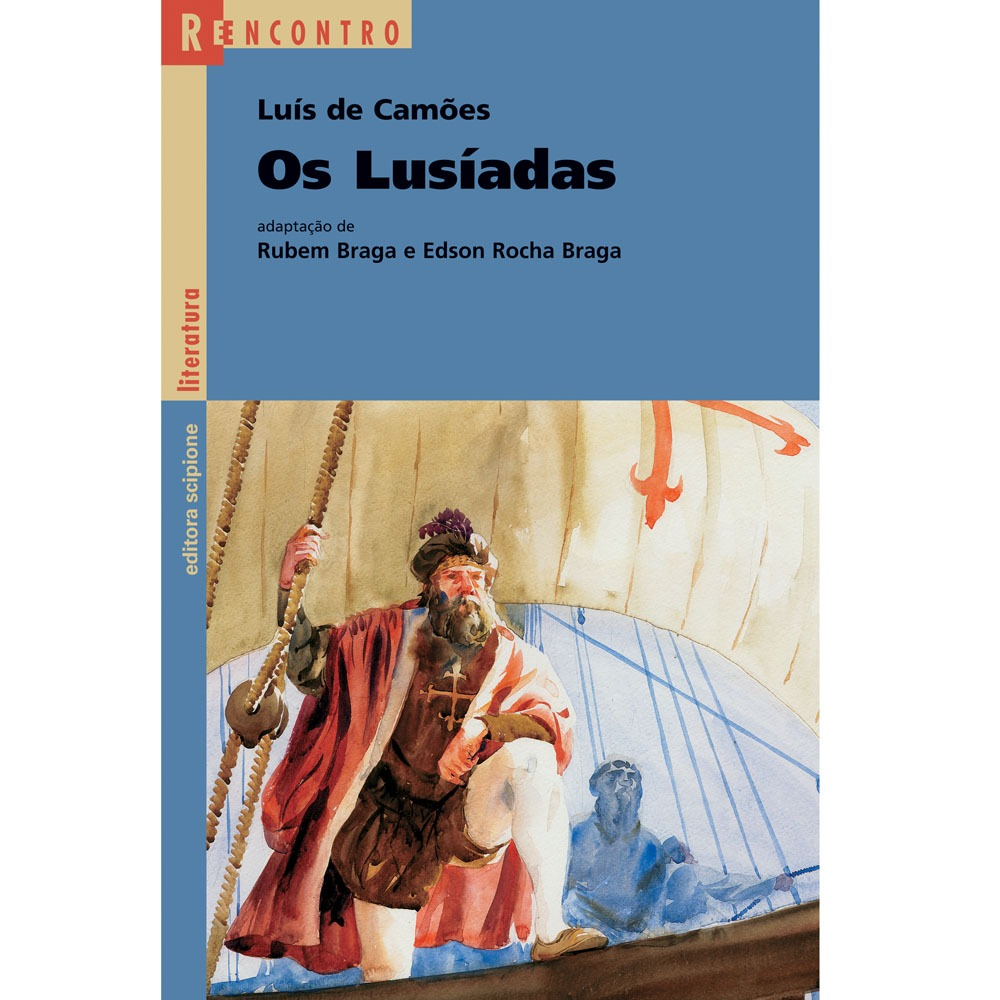 REENCONTRO
Luís de Camões
Os Lusíadas
adaptação de
Rubem Braga e Edson Rocha Braga
literatura
editora scipione